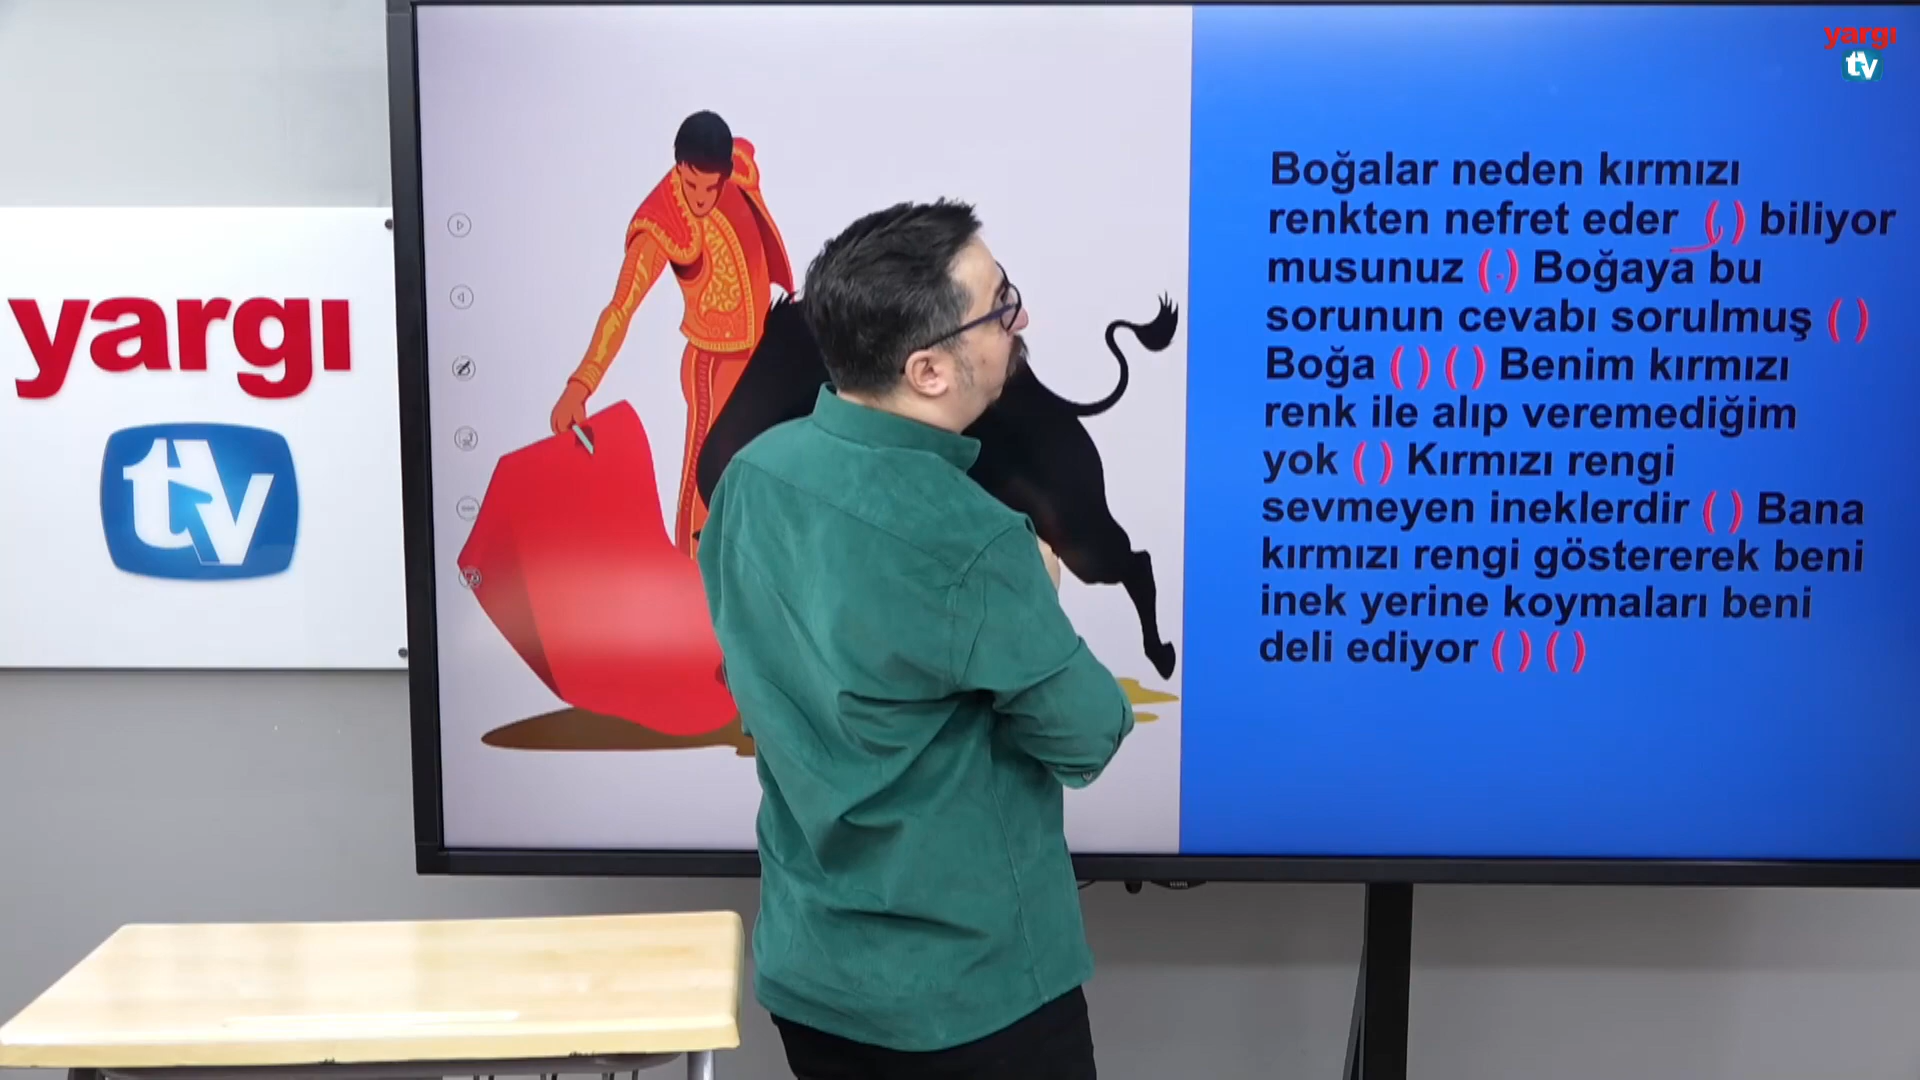 yargı
tv
yargı
tv
Boğalar neden kırmızı
renkten nefret eder ( , ) biliyor
musunuz ( . ) Boğaya bu
sorunun cevabı sorulmuş ( )
Boğa ( ) ( ) Benim kırmızı
renk ile alıp veremediğim
yok ( ) Kırmızı rengi
sevmeyen ineklerdir ( ) Bana
kırmızı rengi göstererek beni
inek yerine koymaları beni
deli ediyor ( ) ( )